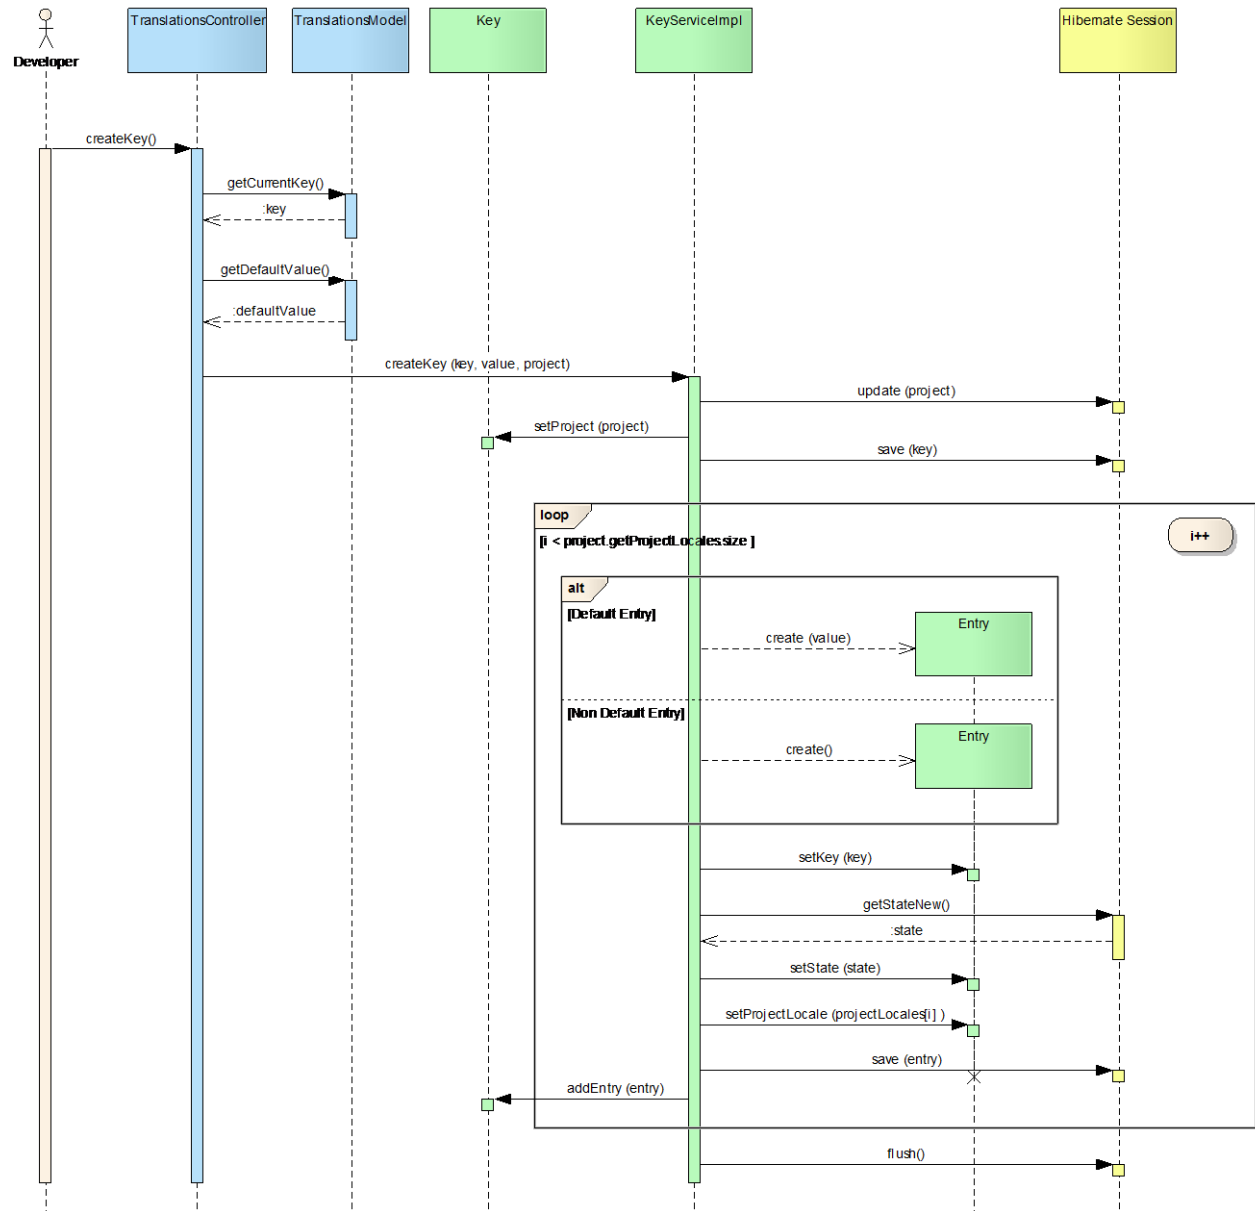 TranslationsController
TranslationsModel
Key
KeyServiceImpl
Hibernate Session
Developer
createKey()
getCurrentKey()
:key
getDefaultValue()
:defaultValue
createKey (key, value, project)
update (project)
setProject (project)
save (key)
loop
[i < project.getProjectLocales.size ]
i++
alt
[Default Entry]
Entry
create (value)
[Non Default Entry]
Entry
create()
setKey (key)
getStateNew()
:state
setState (state)
setProjectLocale (projectLocales[i] )
save (entry)
addEntry (entry)
flush()